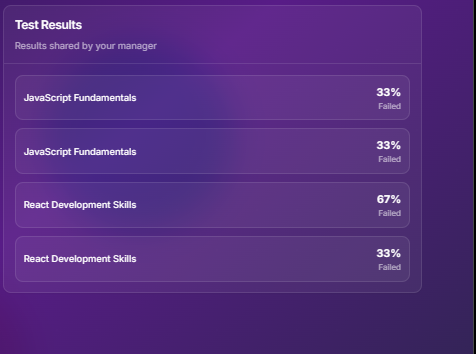 Test Results
Results shared by your manager
JavaScript Fundamentals
33%
Failed
JavaScript Fundamentals
33%
Failed
React Development Skills
67%
Failed
React Development Skills
33%
Failed